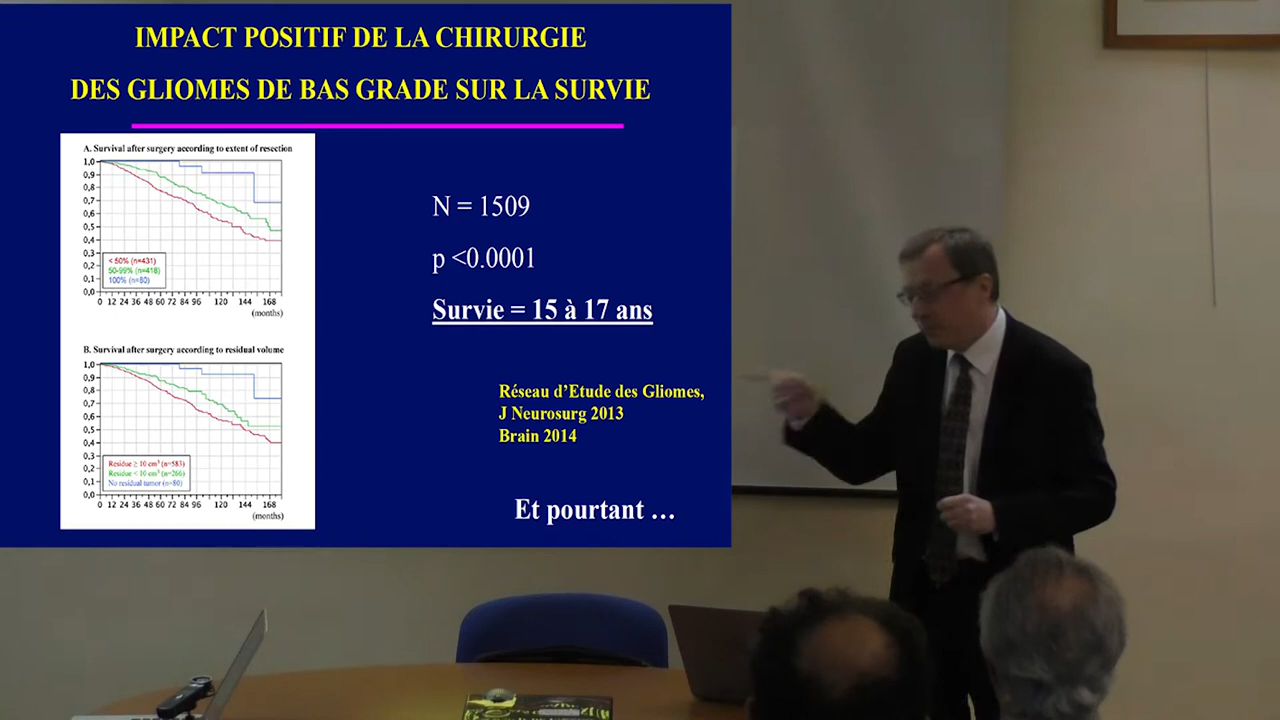 IMPACT POSITIF DE LA CHIRURGIE
DES GLIOMES DE BAS GRADE SUR LA SURVIE
A. Survival after surgery according to extent of resection
1,0
0,9
0,8
0,7
0,6
0,5
0,4
0,3
0,2
0,1
0,0
< 50% (n=431)
50-99% (n=418)
100% (n=80)
0 12 24 36 48 60 72 84 96 120 144 168
(months)
B. Survival after surgery according to residual volume
1,0
0,9
0,8
0,7
0,6
0,5
0,4
0,3
0,2
0,1
0,0
Residue ≥ 10 cm³ (n=583)
Residue < 10 cm³ (n=266)
No residual tumor (n=80)
0 12 24 36 48 60 72 84 96 120 144 168
(months)
N = 1509
p <0.0001
Survie = 15 à 17 ans
Réseau d'Etude des Gliomes,
J Neurosurg 2013
Brain 2014
Et pourtant …